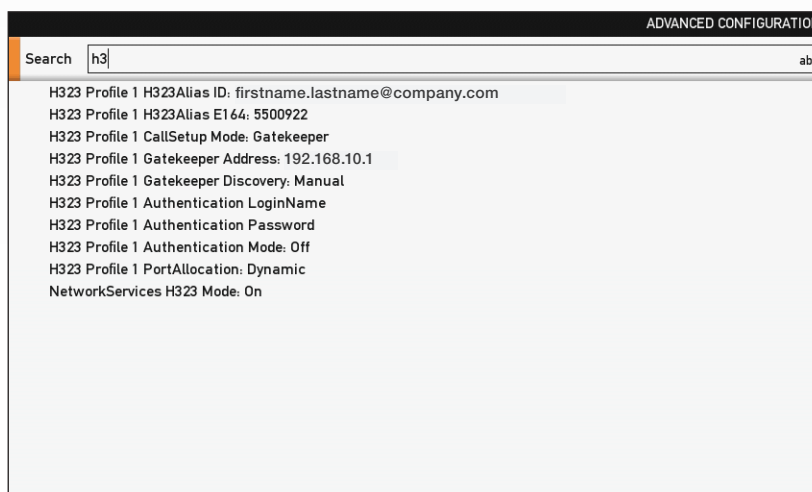 ADVANCED CONFIGURATIO
Search h3 ab
H323 Profile 1 H323Alias ID: firstname.lastname@company.com
H323 Profile 1 H323Alias E164: 5500922
H323 Profile 1 CallSetup Mode: Gatekeeper
H323 Profile 1 Gatekeeper Address: 192.168.10.1
H323 Profile 1 Gatekeeper Discovery: Manual
H323 Profile 1 Authentication LoginName
H323 Profile 1 Authentication Password
H323 Profile 1 Authentication Mode: Off
H323 Profile 1 PortAllocation: Dynamic
NetworkServices H323 Mode: On